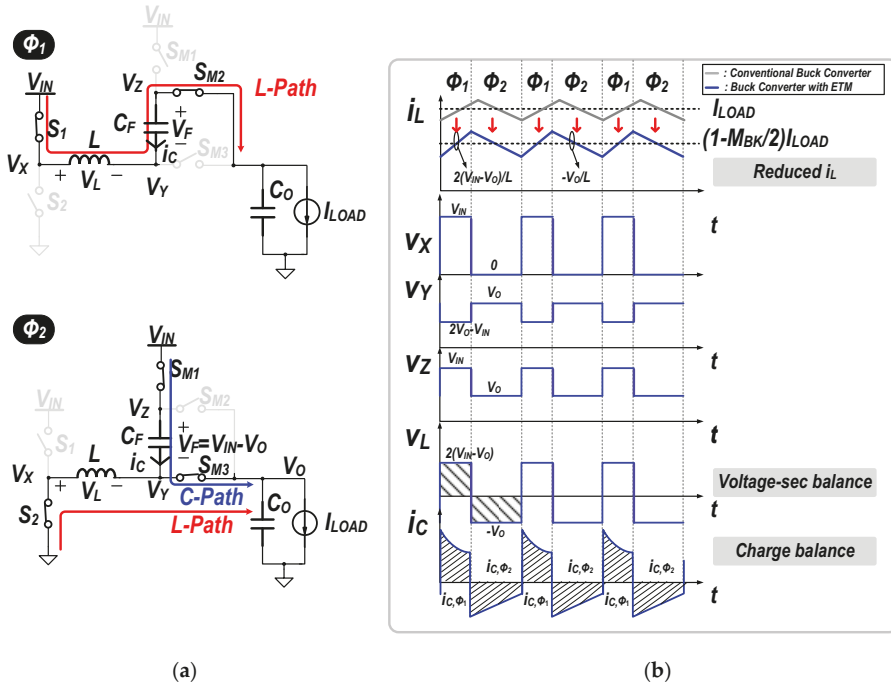 Φ1
VIN
SM1
VZ
SM2
L-Path
VIN
S1
L
CF
+
VF
−
iC
SM3
VX
+ VL −
VY
S2
CO
ILOAD
Φ2
VIN
SM1
VZ
SM2
VIN
S1
L
CF
+
VF=VIN-VO
−
iC
SM3
VO
VX
+ VL −
VY
C-Path
S2
L-Path
CO
ILOAD
(a)
: Conventional Buck Converter
: Buck Converter with ETM
Φ1 Φ2 Φ1 Φ2 Φ1 Φ2
iL
ILOAD
(1-MBK/2)ILOAD
2(VIN-VO)/L
-VO/L
Reduced iL
t
VX
VIN
0
t
VY
VO
2VO-VIN
t
VZ
VIN
VO
t
VL
2(VIN-VO)
-VO
Voltage-sec balance
t
iC
Charge balance
iC,Φ2 iC,Φ2 iC,Φ2
iC,Φ1 iC,Φ1 iC,Φ1
t
(b)